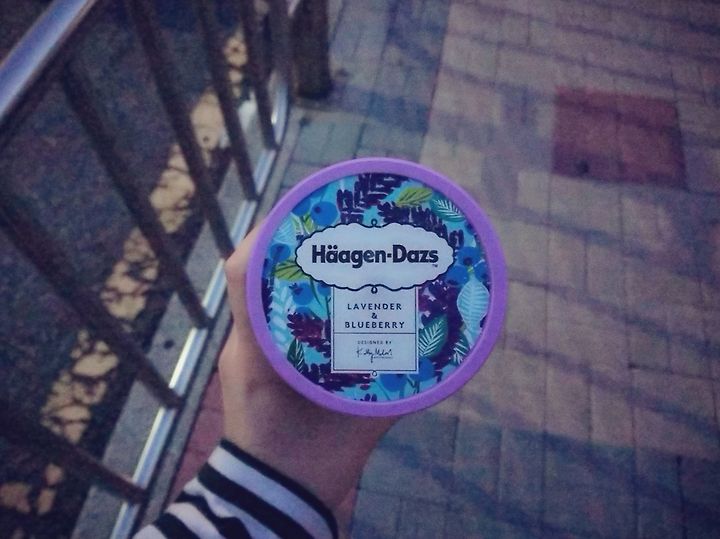 Häagen-Dazs
LAVENDER
&
BLUEBERRY
DESIGNED BY